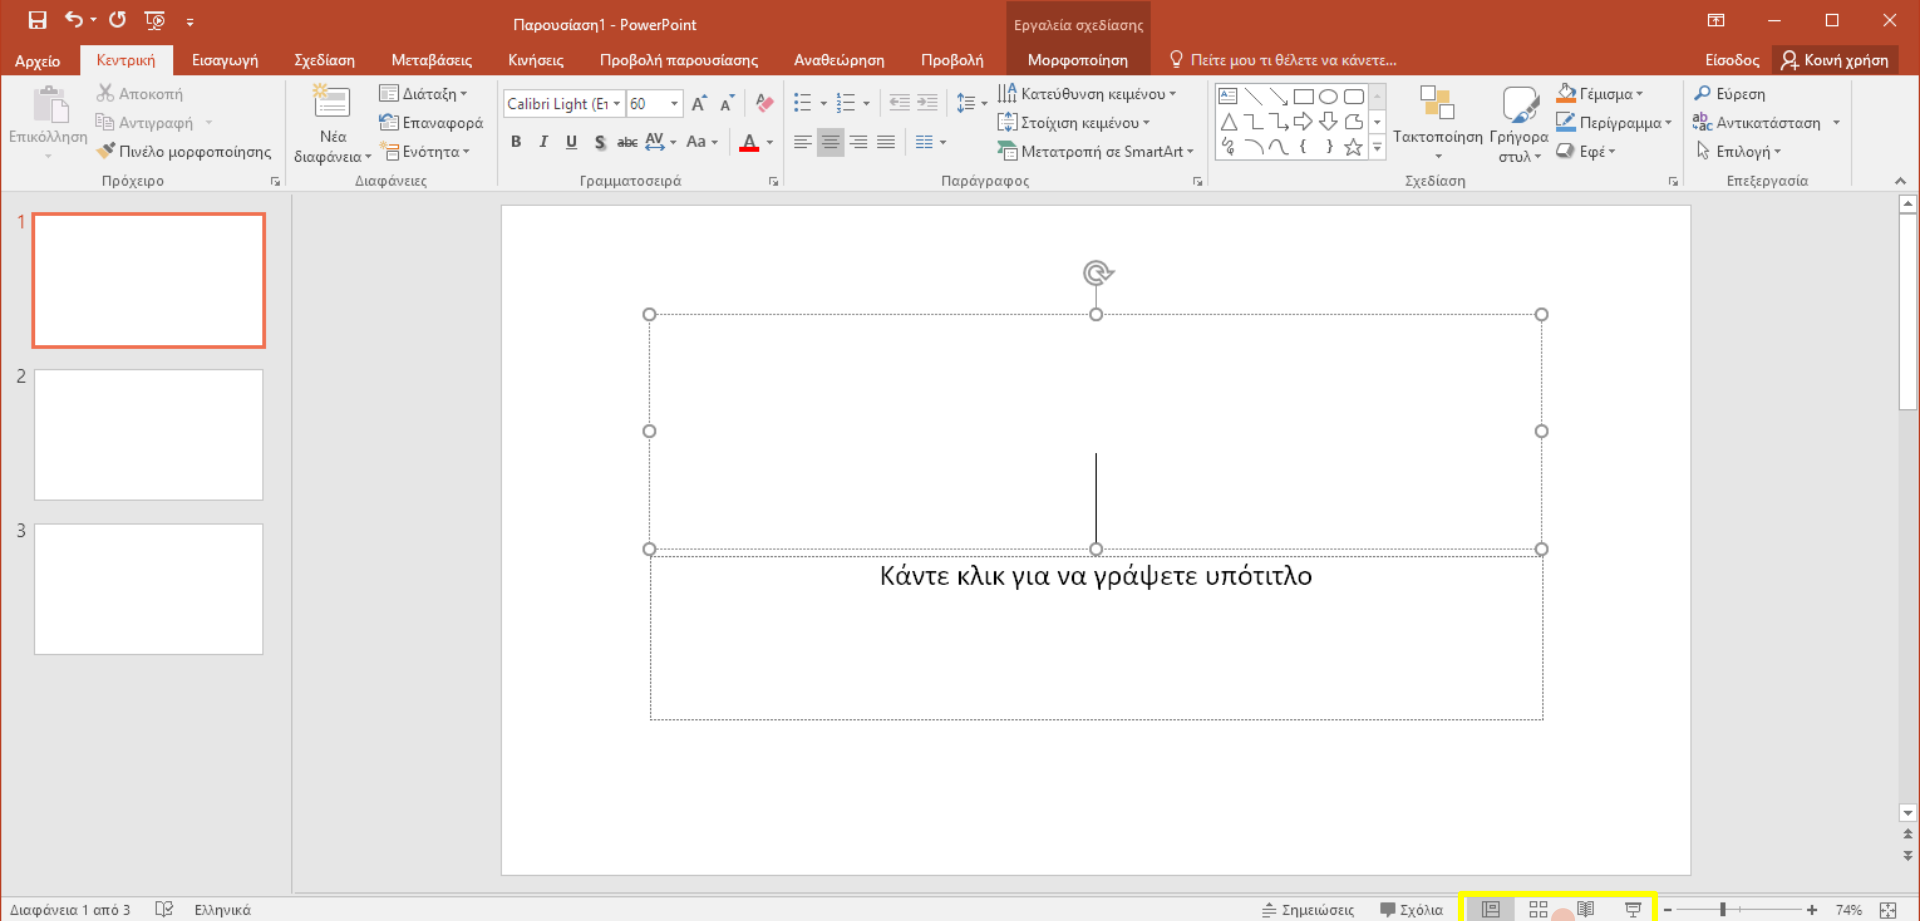 Παρουσίαση1 - PowerPoint
Εργαλεία σχεδίασης
Αρχείο Κεντρική Εισαγωγή Σχεδίαση Μεταβάσεις Κινήσεις Προβολή παρουσίασης Αναθεώρηση Προβολή Μορφοποίηση Πείτε μου τι θέλετε να κάνετε... Είσοδος Κοινή χρήση
Επικόλληση
Αποκοπή
Αντιγραφή
Πινέλο μορφοποίησης
Πρόχειρο
Νέα
διαφάνεια
Διάταξη
Επαναφορά
Ενότητα
Διαφάνειες
Calibri Light (Ετ 60
B I U S abc AV Aa A
Γραμματοσειρά
Κατεύθυνση κειμένου
Στοίχιση κειμένου
Μετατροπή σε SmartArt
Παράγραφος
Τακτοποίηση
Γρήγορα
στυλ
Γέμισμα
Περίγραμμα
Εφέ
Σχεδίαση
Εύρεση
Αντικατάσταση
Επιλογή
Επεξεργασία
1
2
3
Κάντε κλικ για να γράψετε υπότιτλο
Διαφάνεια 1 από 3 Ελληνικά Σημειώσεις Σχόλια 74%